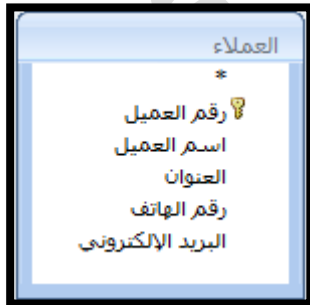 العملاء
*
رقم العميل
اسم العميل
العنوان
رقم الهاتف
البريد الإلكتروني